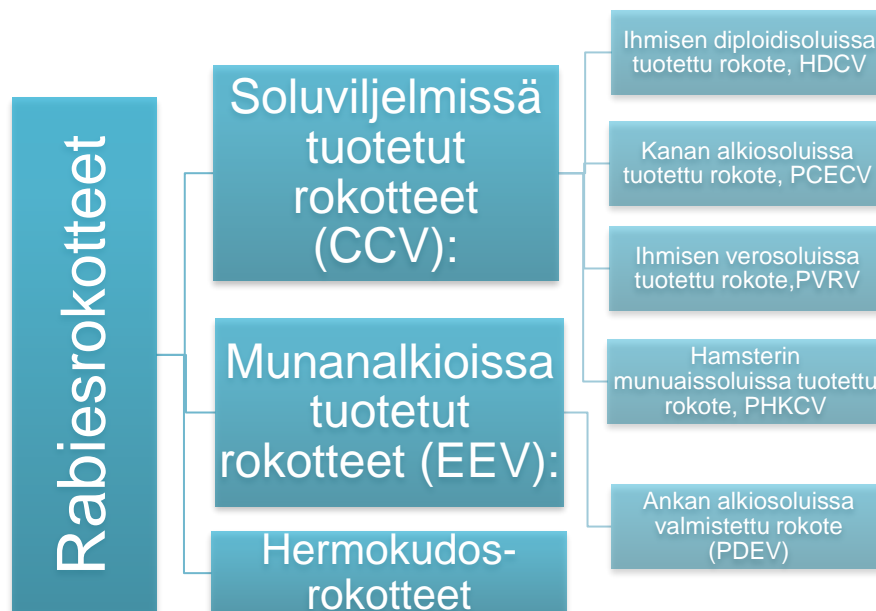 Rabiesrokotteet
Soluviljelmissä
tuotetut
rokotteet
(CCV):
Ihmisen diploidisoluissa
tuotettu rokote, HDCV
Kanan alkiosoluissa
tuotettu rokote, PCECV
Ihmisen verosoluissa
tuotettu rokote,PVRV
Hamsterin
munuaissoluissa tuotettu
rokote, PHKCV
Munanalkioissa
tuotetut
rokotteet (EEV):
Ankan alkiosoluissa
valmistettu rokote
(PDEV)
Hermokudos-
rokotteet